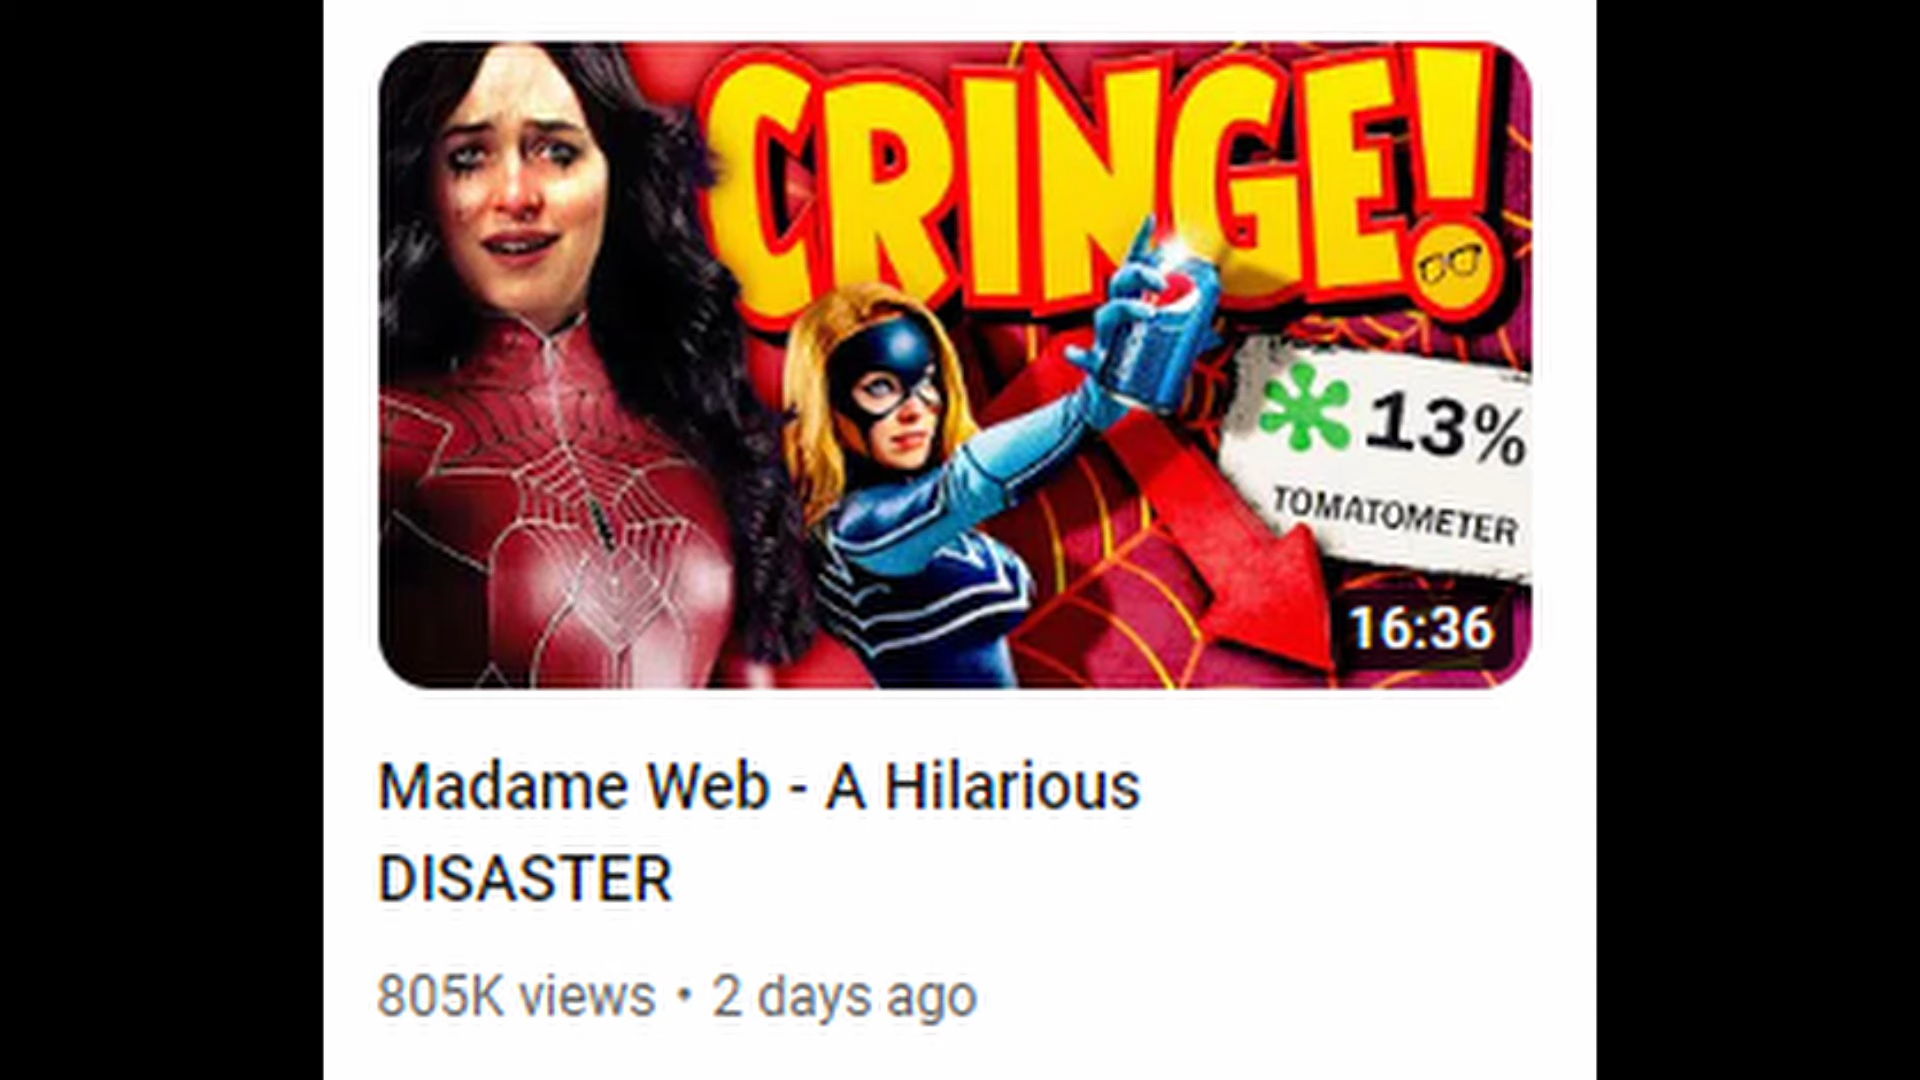 CRINGE!
13%
TOMATOMETER
16:36
Madame Web - A Hilarious
DISASTER
805K views • 2 days ago